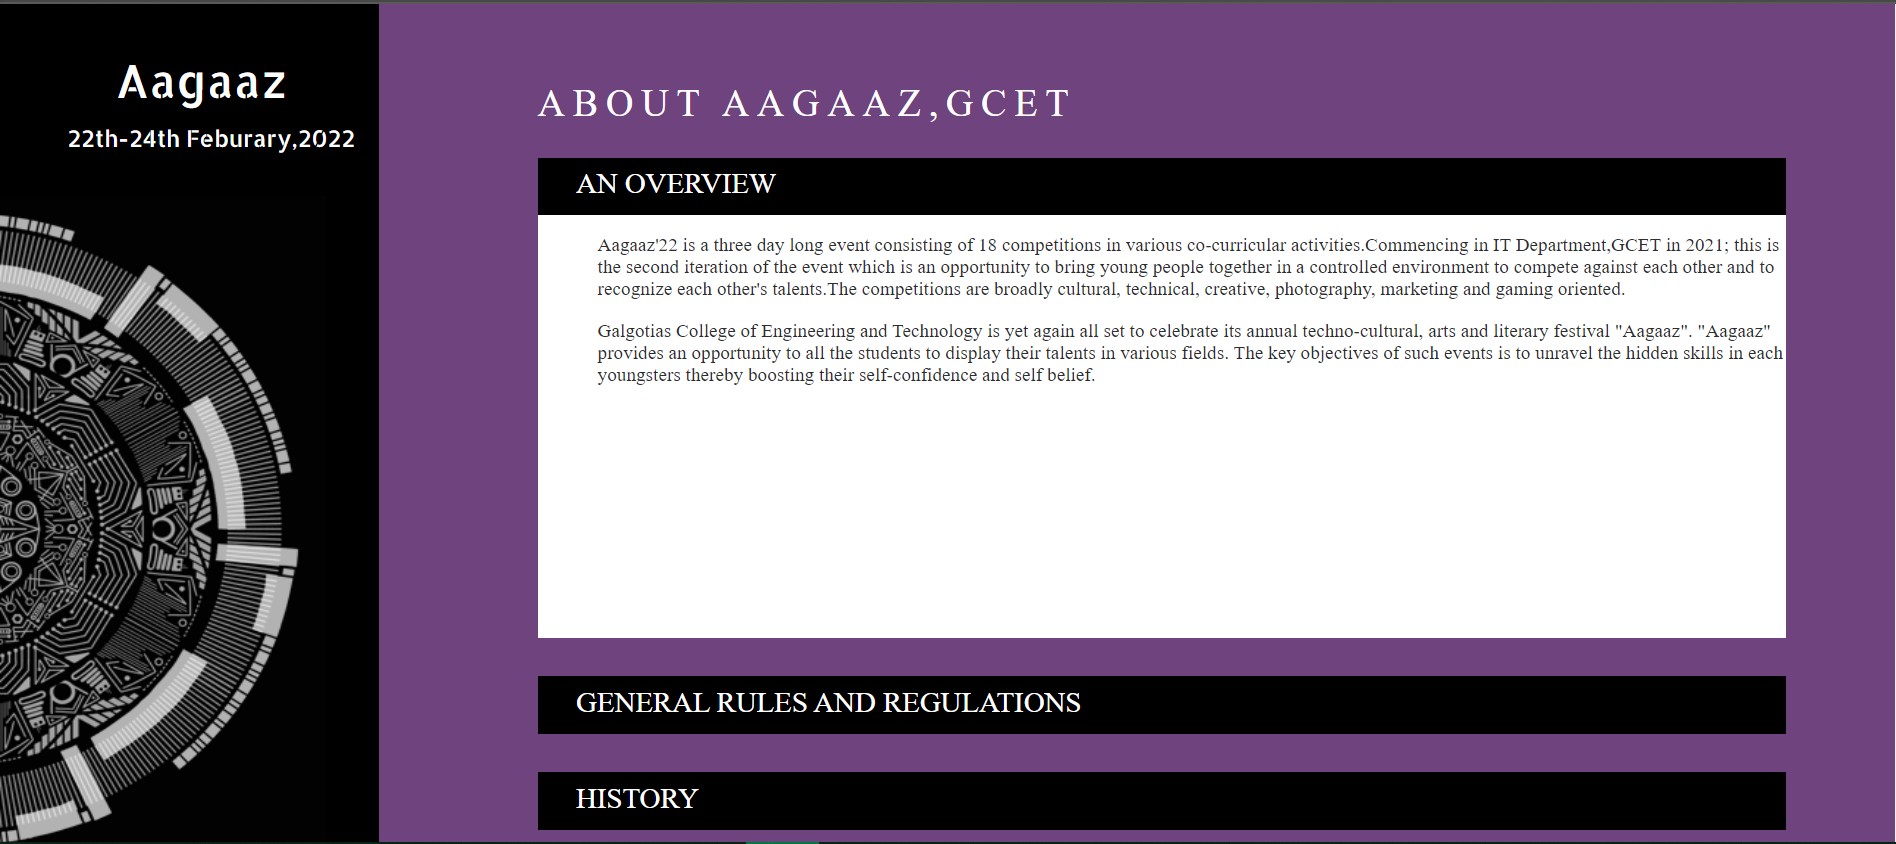 Aagaaz
22th-24th Feburary,2022
ABOUT AAGAAZ,GCET
AN OVERVIEW
Aagaaz'22 is a three day long event consisting of 18 competitions in various co-curricular activities.Commencing in IT Department,GCET in 2021; this is
the second iteration of the event which is an opportunity to bring young people together in a controlled environment to compete against each other and to
recognize each other's talents.The competitions are broadly cultural, technical, creative, photography, marketing and gaming oriented.
Galgotias College of Engineering and Technology is yet again all set to celebrate its annual techno-cultural, arts and literary festival "Aagaaz". "Aagaaz"
provides an opportunity to all the students to display their talents in various fields. The key objectives of such events is to unravel the hidden skills in each
youngsters thereby boosting their self-confidence and self belief.
GENERAL RULES AND REGULATIONS
HISTORY